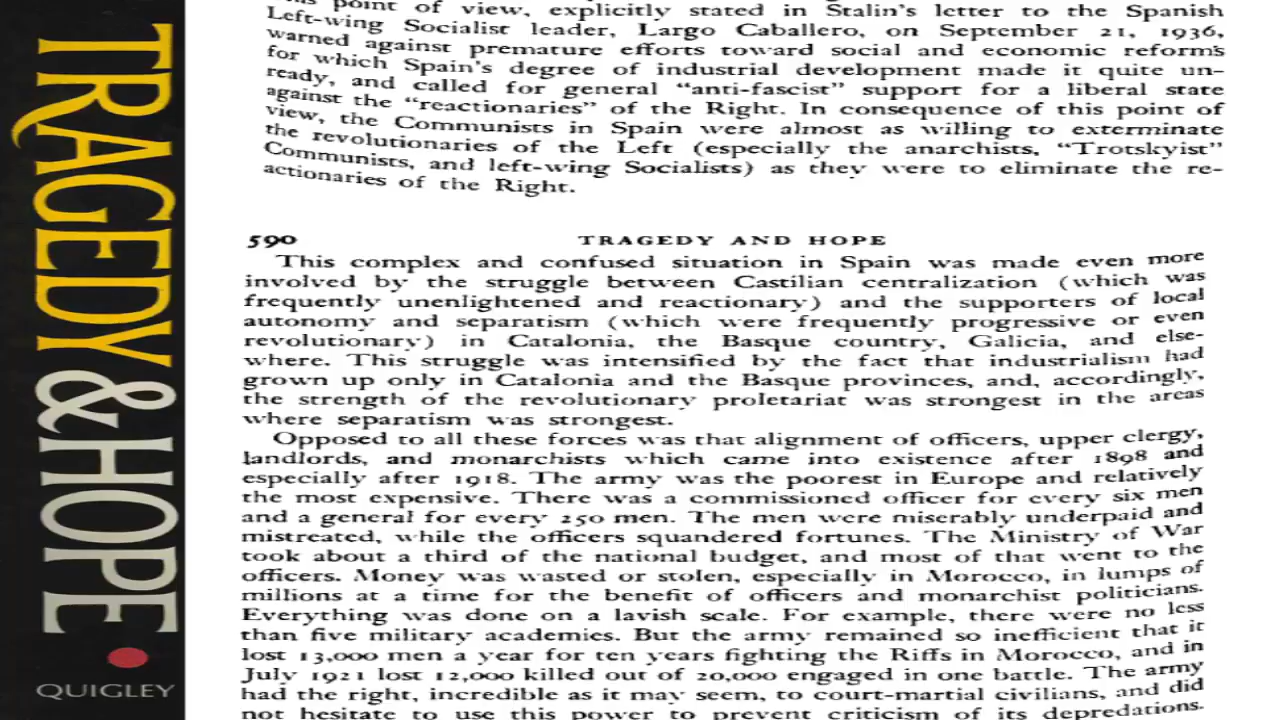 TRAGEDY & HOPE
QUIGLEY
this point of view, explicitly stated in Stalin's letter to the Spanish
Left-wing Socialist leader, Largo Caballero, on September 21, 1936,
warned against premature efforts toward social and economic reforms
for which Spain's degree of industrial development made it quite un-
ready, and called for general "anti-fascist" support for a liberal state
against the "reactionaries" of the Right. In consequence of this point of
view, the Communists in Spain were almost as willing to exterminate
the revolutionaries of the Left (especially the anarchists, "Trotskyist"
Communists, and left-wing Socialists) as they were to eliminate the re-
actionaries of the Right.
590 TRAGEDY AND HOPE
This complex and confused situation in Spain was made even more
involved by the struggle between Castilian centralization (which was
frequently unenlightened and reactionary) and the supporters of local
autonomy and separatism (which were frequently progressive or even
revolutionary) in Catalonia, the Basque country, Galicia, and else-
where. This struggle was intensified by the fact that industrialism had
grown up only in Catalonia and the Basque provinces, and, accordingly,
the strength of the revolutionary proletariat was strongest in the areas
where separatism was strongest.
Opposed to all these forces was that alignment of officers, upper clergy,
landlords, and monarchists which came into existence after 1898 and
especially after 1918. The army was the poorest in Europe and relatively
the most expensive. There was a commissioned officer for every six men
and a general for every 250 men. The men were miserably underpaid and
mistreated, while the officers squandered fortunes. The Ministry of War
took about a third of the national budget, and most of that went to the
officers. Money was wasted or stolen, especially in Morocco, in lumps of
millions at a time for the benefit of officers and monarchist politicians.
Everything was done on a lavish scale. For example, there were no less
than five military academies. But the army remained so inefficient that it
lost 13,000 men a year for ten years fighting the Riffs in Morocco, and in
July 1921 lost 12,000 killed out of 20,000 engaged in one battle. The army
had the right, incredible as it may seem, to court-martial civilians, and did
not hesitate to use this power to prevent criticism of its depredations.